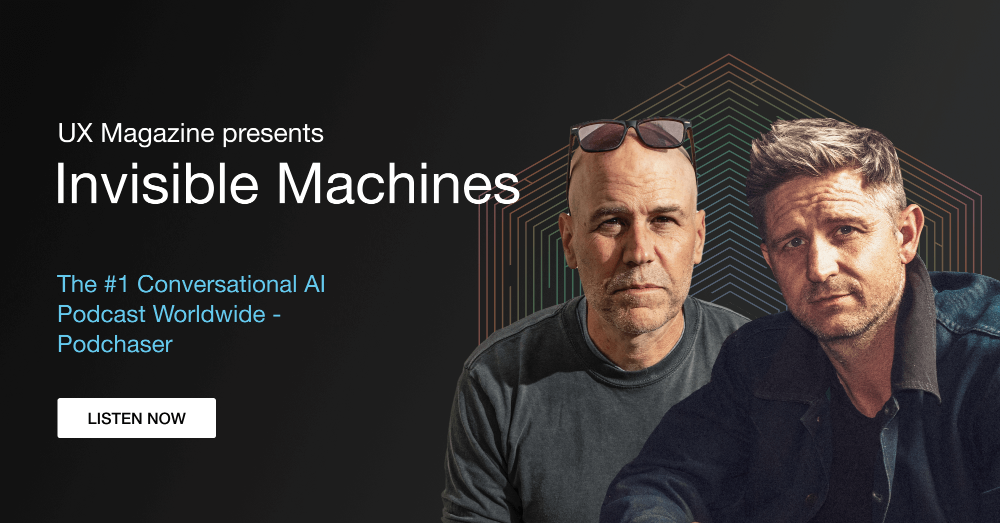 UX Magazine presents
Invisible Machines
The #1 Conversational AI
Podcast Worldwide -
Podchaser
LISTEN NOW